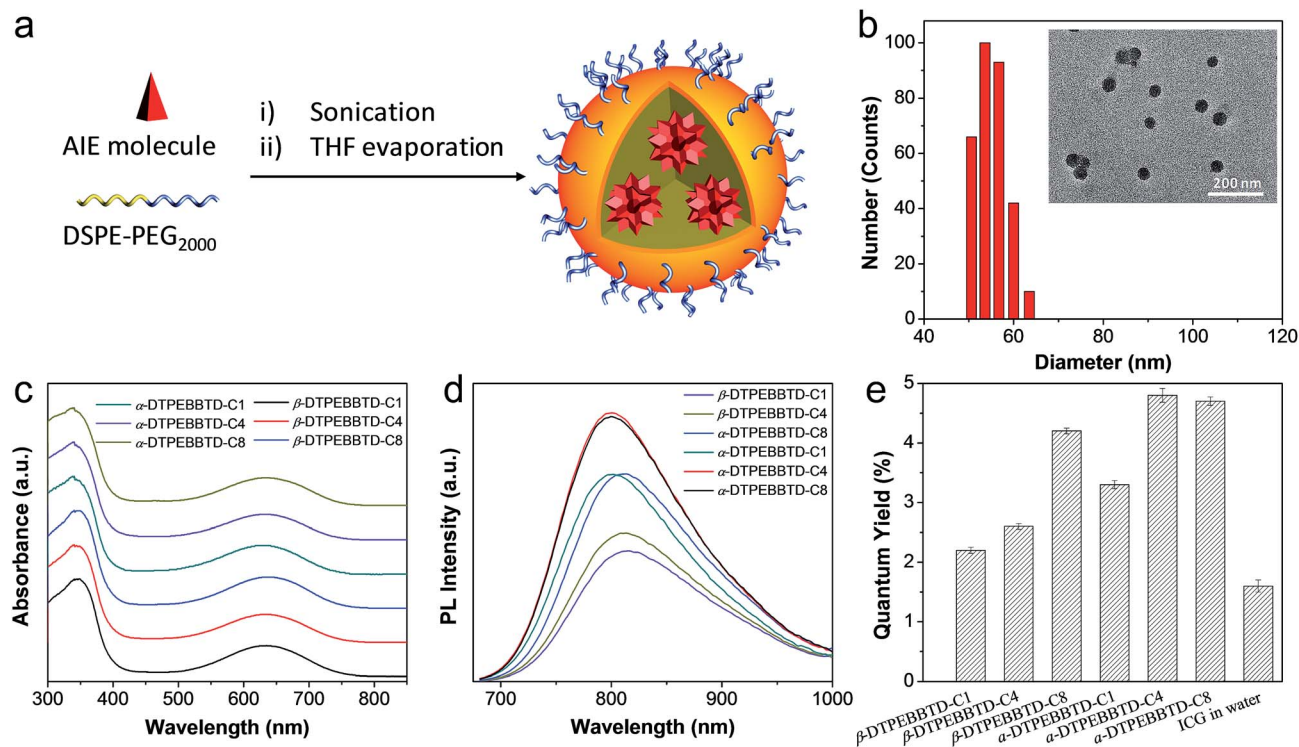 a
AIE molecule
DSPE-PEG2000
i) Sonication
ii) THF evaporation
b
Number (Counts)
100
80
60
40
20
0
40
60
80
100
120
Diameter (nm)
200 nm
c
Absorbance (a.u.)
α-DTPEBBTD-C1
α-DTPEBBTD-C4
α-DTPEBBTD-C8
β-DTPEBBTD-C1
β-DTPEBBTD-C4
β-DTPEBBTD-C8
300
400
500
600
700
800
Wavelength (nm)
d
PL Intensity (a.u.)
β-DTPEBBTD-C1
β-DTPEBBTD-C4
α-DTPEBBTD-C8
α-DTPEBBTD-C1
α-DTPEBBTD-C4
α-DTPEBBTD-C8
700
800
900
1000
Wavelength (nm)
e
Quantum Yield (%)
5
4
3
2
1
0
β-DTPEBBTD-C1
β-DTPEBBTD-C4
β-DTPEBBTD-C8
α-DTPEBBTD-C1
α-DTPEBBTD-C4
α-DTPEBBTD-C8
ICG in water